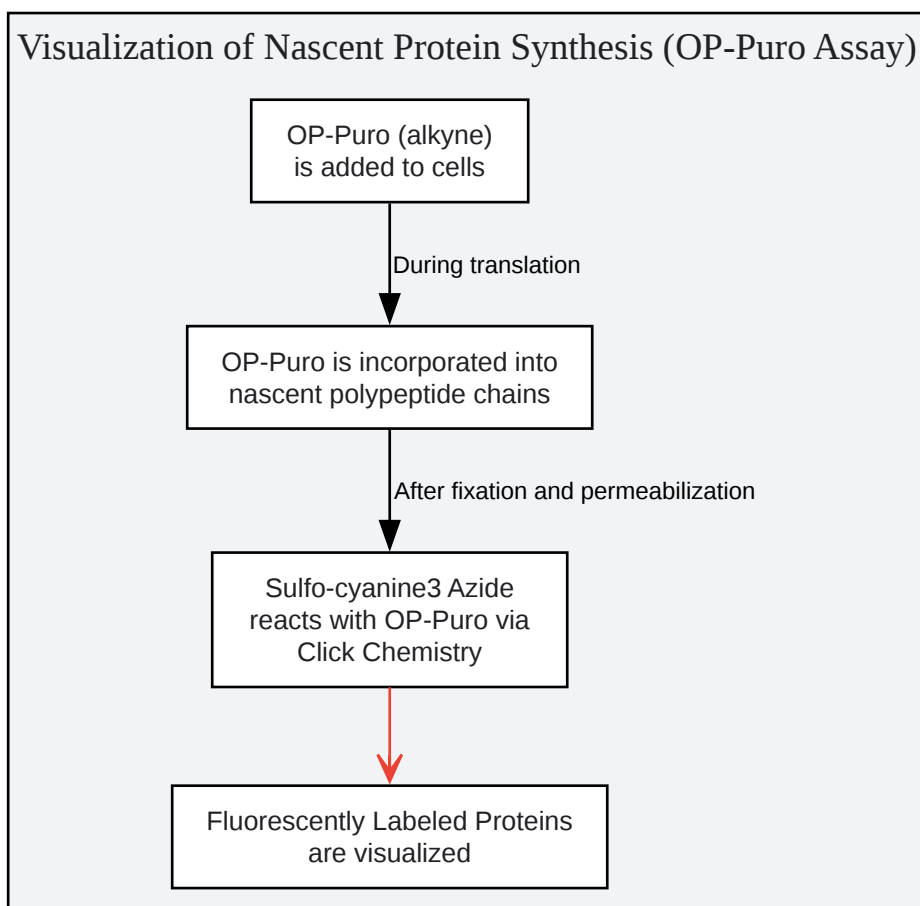 Visualization of Nascent Protein Synthesis (OP-Puro Assay)
OP-Puro (alkyne)
is added to cells
During translation
OP-Puro is incorporated into
nascent polypeptide chains
After fixation and permeabilization
Sulfo-cyanine3 Azide
reacts with OP-Puro via
Click Chemistry
Fluorescently Labeled Proteins
are visualized